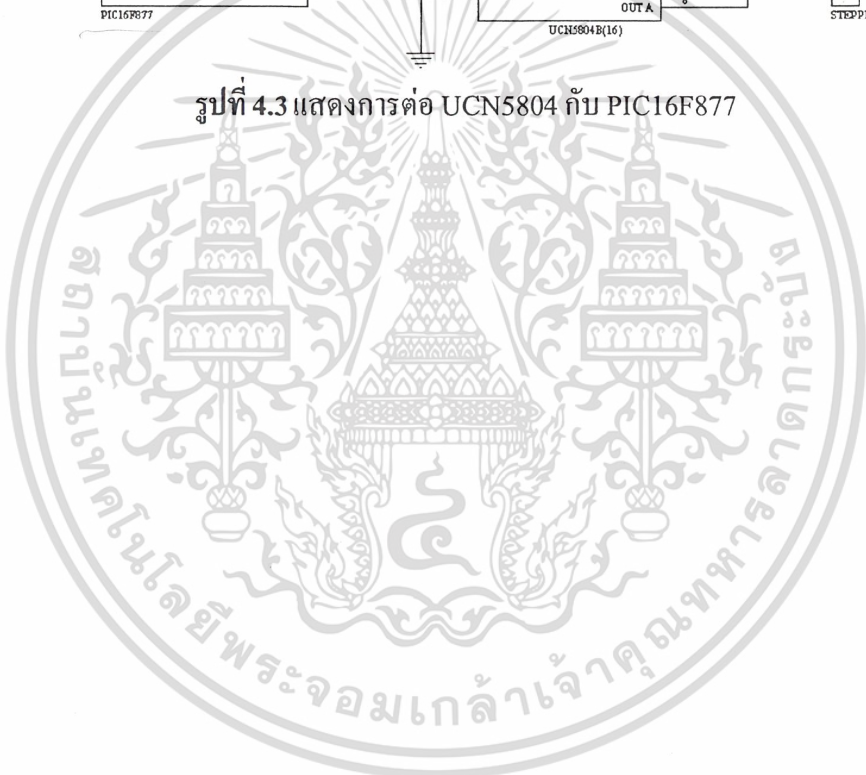 OUT A
PIC16F877
UCN5804B(16)
STEPP
รูปที่ 4.3 แสดงการต่อ UCN5804 กับ PIC16F877
สถาบันเทคโนโลยีพระจอมเกล้าเจ้าคุณทหารลาดกระบัง